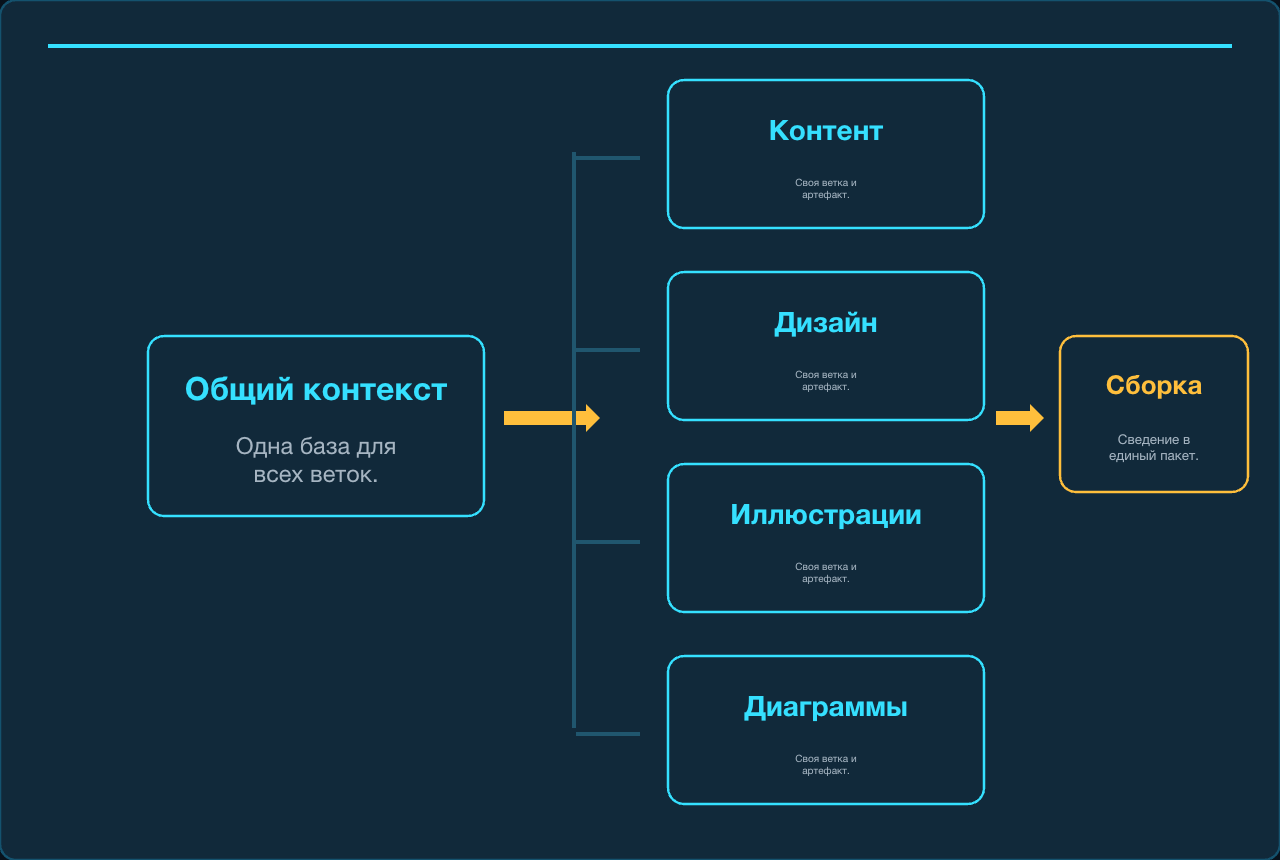 Общий контекст
Одна база для
всех веток.
Контент
Своя ветка и
артефакт.
Дизайн
Своя ветка и
артефакт.
Иллюстрации
Своя ветка и
артефакт.
Диаграммы
Своя ветка и
артефакт.
Сборка
Сведение в
единый пакет.